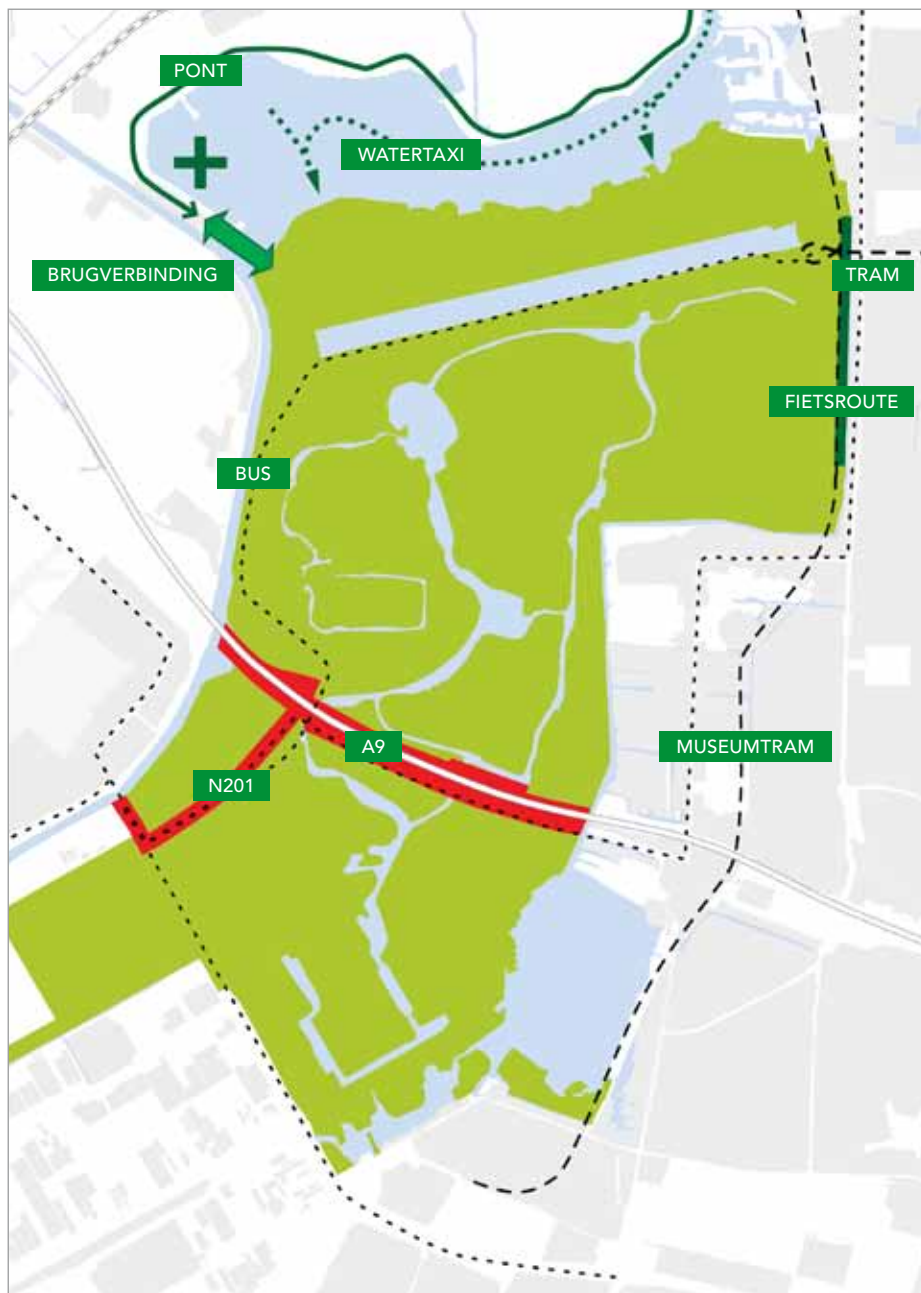 PONT
WATERTAXI
BRUGVERBINDING
TRAM
FIETSROUTE
BUS
A9
MUSEUMTRAM
N201